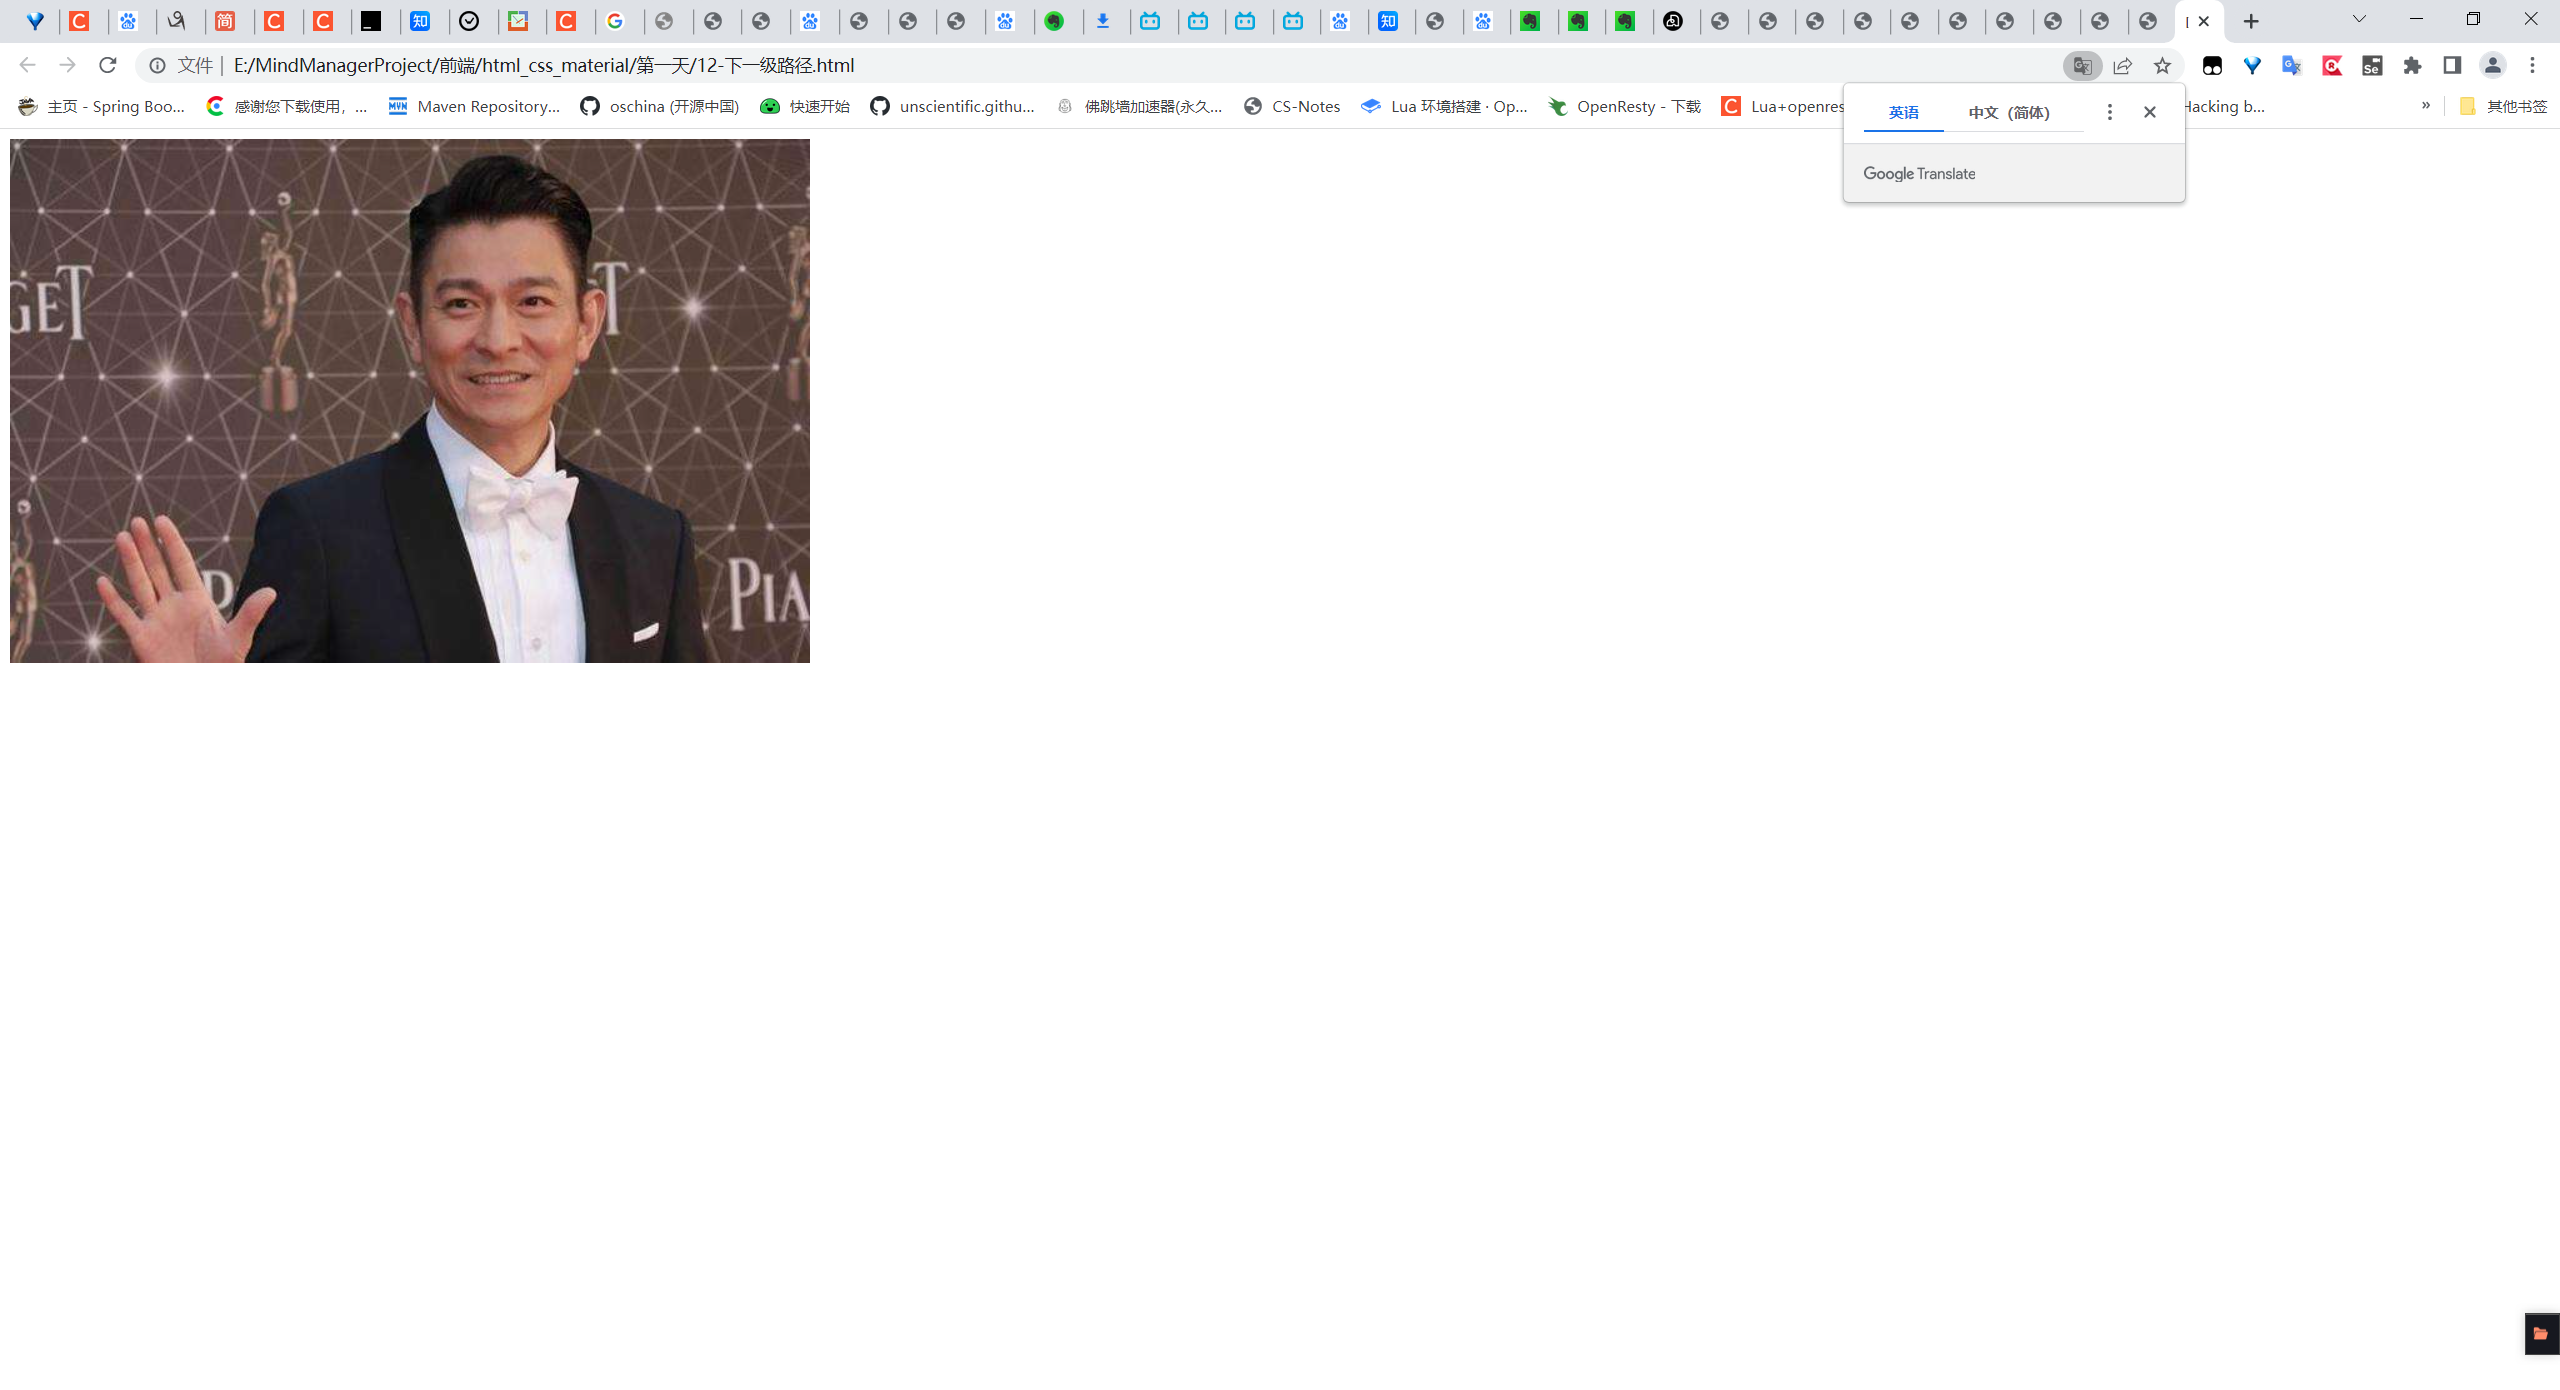 文件 | E:/MindManagerProject/前端/html_css_material/第一天/12-下一级路径.html
主页 - Spring Boo... 感谢您下载使用，... Maven Repository... oschina (开源中国) 快速开始 unscientific.githu... 佛跳墙加速器(永久... CS-Notes Lua 环境搭建 · Op... OpenResty - 下载 Lua+openres Hacking b... » 其他书签
英语 中文（简体）
Google Translate
GET T
PIA